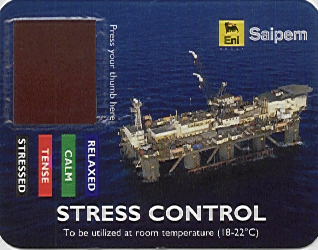 Press your thumb here
Eni
Saipem
STRESSED
TENSE
CALM
RELAXED
STRESS CONTROL
To be utilized at room temperature (18-22°C)